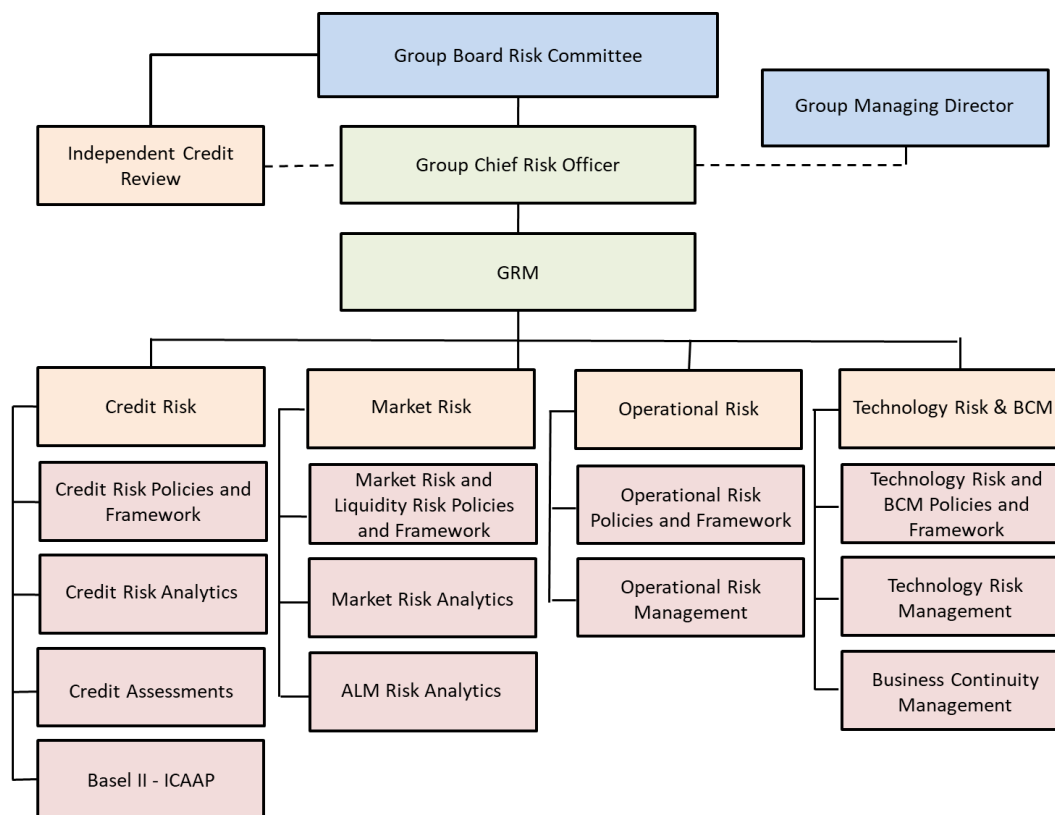 Group Board Risk Committee
Group Managing Director
Independent Credit
Review
Group Chief Risk Officer
GRM
Credit Risk
Market Risk
Operational Risk
Technology Risk & BCM
Credit Risk Policies and
Framework
Market Risk and
Liquidity Risk Policies
and Framework
Operational Risk
Policies and Framework
Technology Risk and
BCM Policies and
Framework
Credit Risk Analytics
Market Risk Analytics
Operational Risk
Management
Technology Risk
Management
Credit Assessments
ALM Risk Analytics
Business Continuity
Management
Basel II - ICAAP